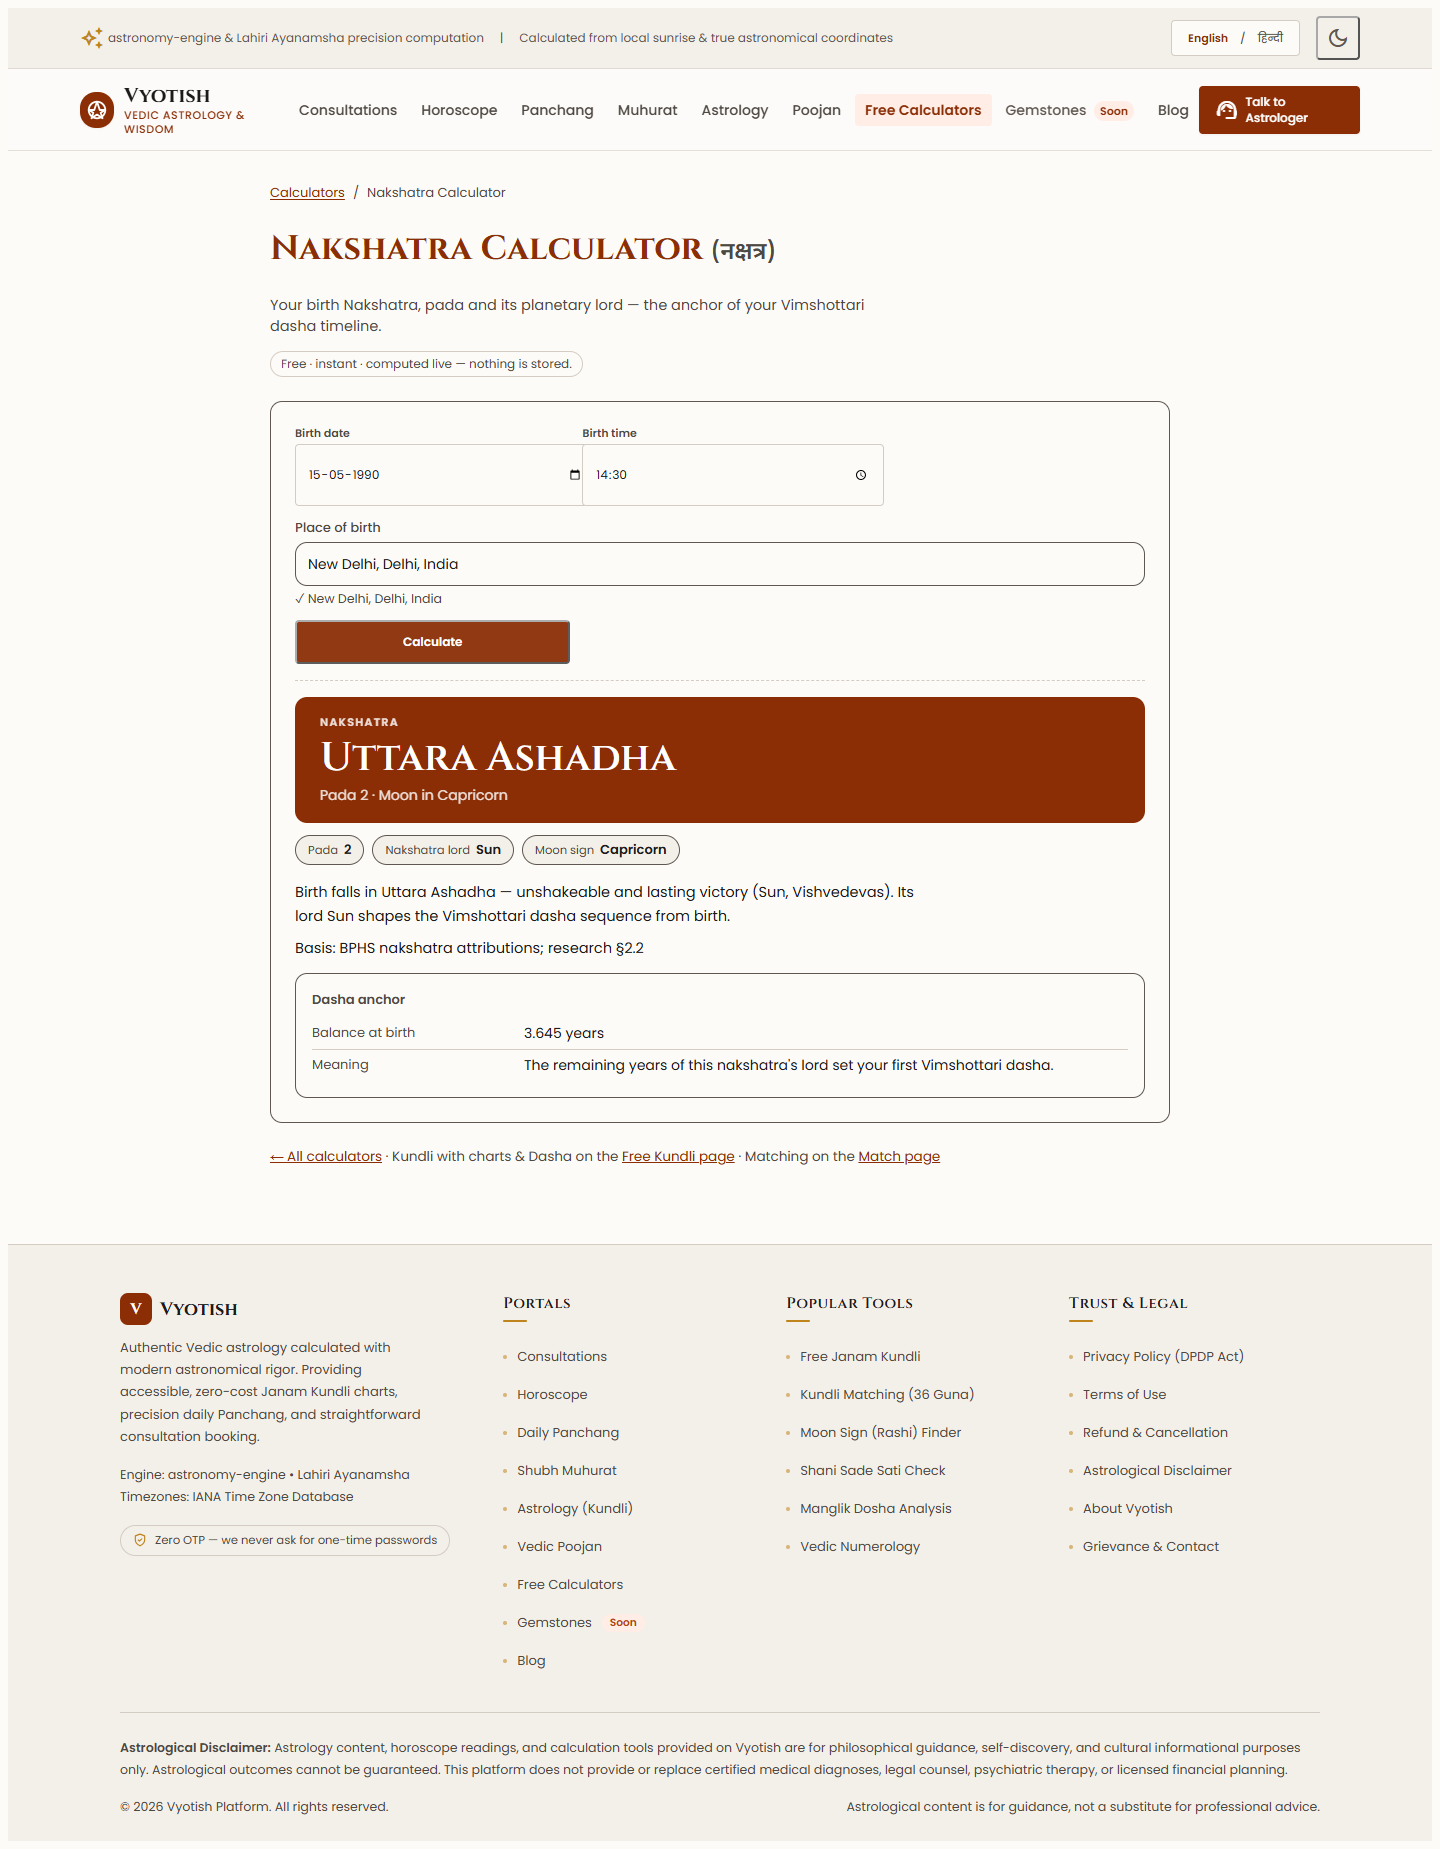 astronomy-engine & Lahiri Ayanamsha precision computation | Calculated from local sunrise & true astronomical coordinates
English / हिन्दी
VYOTISH
VEDIC ASTROLOGY &
WISDOM
Consultations Horoscope Panchang Muhurat Astrology Poojan Free Calculators Gemstones Soon Blog
Talk to
Astrologer
Calculators / Nakshatra Calculator
NAKSHATRA CALCULATOR (नक्षत्र)
Your birth Nakshatra, pada and its planetary lord — the anchor of your Vimshottari
dasha timeline.
Free · instant · computed live — nothing is stored.
Birth date Birth time
15-05-1990 14:30
Place of birth
New Delhi, Delhi, India
✓ New Delhi, Delhi, India
Calculate
NAKSHATRA
UTTARA ASHADHA
Pada 2 · Moon in Capricorn
Pada 2 Nakshatra lord Sun Moon sign Capricorn
Birth falls in Uttara Ashadha — unshakeable and lasting victory (Sun, Vishvedevas). Its
lord Sun shapes the Vimshottari dasha sequence from birth.
Basis: BPHS nakshatra attributions; research §2.2
Dasha anchor
Balance at birth 3.645 years
Meaning The remaining years of this nakshatra's lord set your first Vimshottari dasha.
← All calculators · Kundli with charts & Dasha on the Free Kundli page · Matching on the Match page
V VYOTISH
Authentic Vedic astrology calculated with
modern astronomical rigor. Providing
accessible, zero-cost Janam Kundli charts,
precision daily Panchang, and straightforward
consultation booking.
Engine: astronomy-engine • Lahiri Ayanamsha
Timezones: IANA Time Zone Database
Zero OTP — we never ask for one-time passwords
PORTALS
Consultations
Horoscope
Daily Panchang
Shubh Muhurat
Astrology (Kundli)
Vedic Poojan
Free Calculators
Gemstones Soon
Blog
POPULAR TOOLS
Free Janam Kundli
Kundli Matching (36 Guna)
Moon Sign (Rashi) Finder
Shani Sade Sati Check
Manglik Dosha Analysis
Vedic Numerology
TRUST & LEGAL
Privacy Policy (DPDP Act)
Terms of Use
Refund & Cancellation
Astrological Disclaimer
About Vyotish
Grievance & Contact
Astrological Disclaimer: Astrology content, horoscope readings, and calculation tools provided on Vyotish are for philosophical guidance, self-discovery, and cultural informational purposes
only. Astrological outcomes cannot be guaranteed. This platform does not provide or replace certified medical diagnoses, legal counsel, psychiatric therapy, or licensed financial planning.
© 2026 Vyotish Platform. All rights reserved.
Astrological content is for guidance, not a substitute for professional advice.